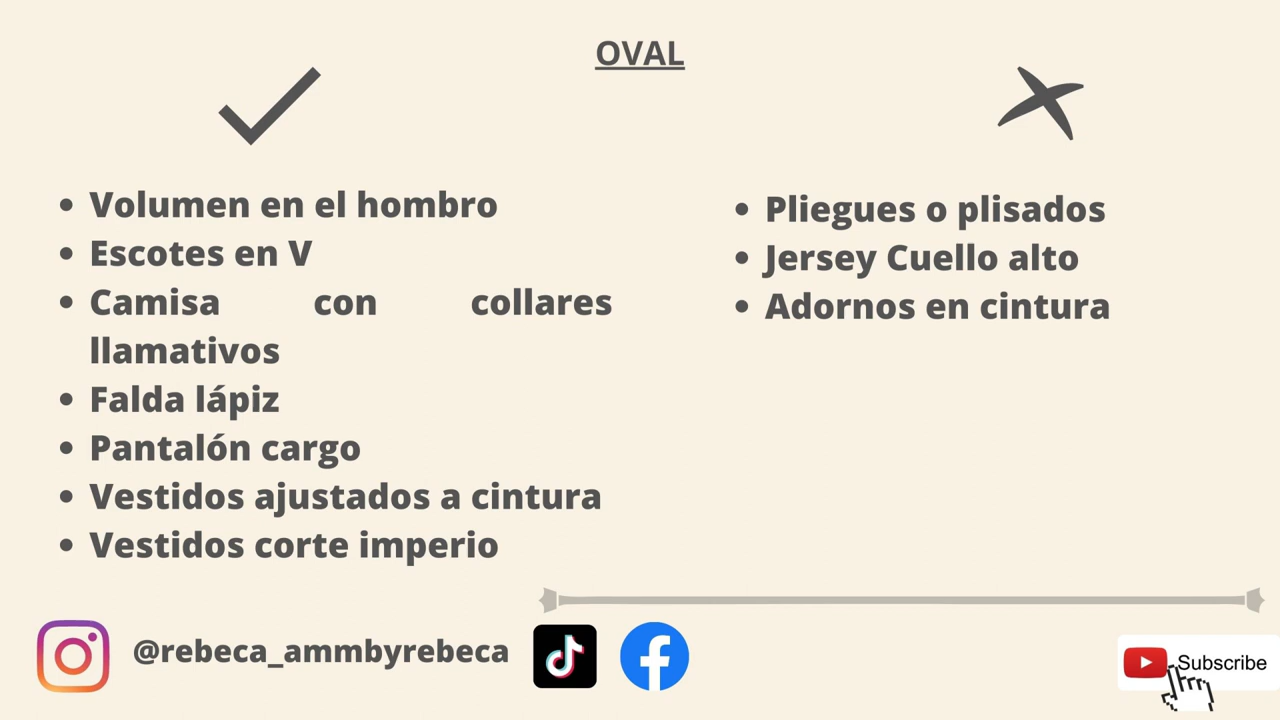 OVAL
Volumen en el hombro
Escotes en V
Camisa con collares
llamativos
Falda lápiz
Pantalón cargo
Vestidos ajustados a cintura
Vestidos corte imperio
Pliegues o plisados
Jersey Cuello alto
Adornos en cintura
@rebeca_ammbyrebeca
Subscribe